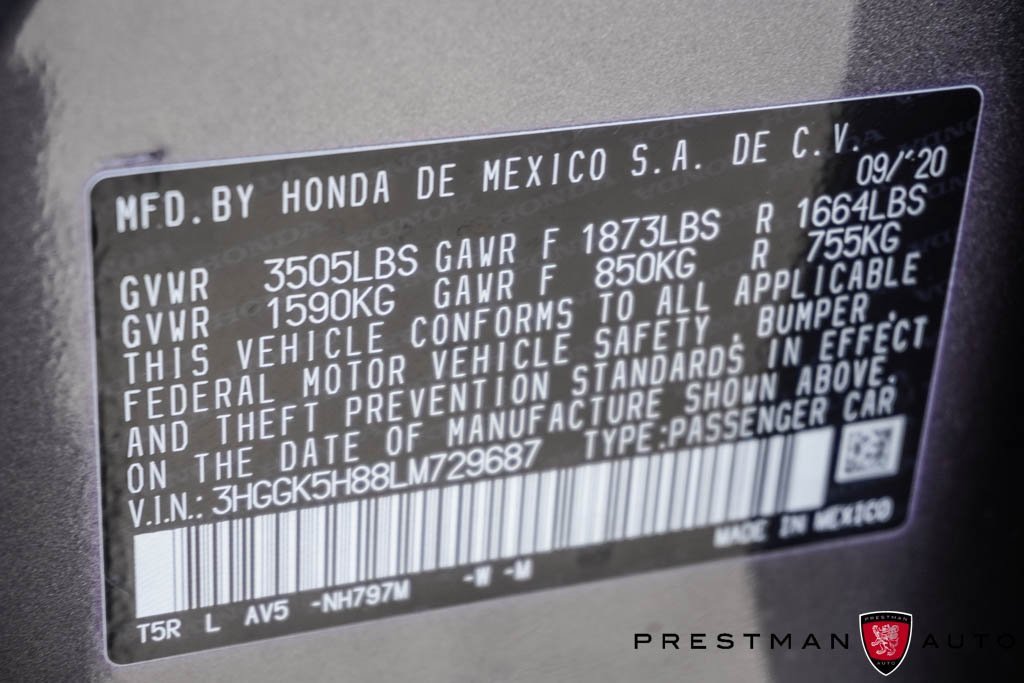 MFD. BY HONDA DE MEXICO S.A. DE C.V.
09/'20
GVWR 3505LBS GAWR F 1873LBS R 1664LBS
GVWR 1590KG GAWR F 850KG R 755KG
THIS VEHICLE CONFORMS TO ALL APPLICABLE
FEDERAL MOTOR VEHICLE SAFETY, BUMPER,
AND THEFT PREVENTION STANDARDS IN EFFECT
ON THE DATE OF MANUFACTURE SHOWN ABOVE.
V.I.N.: 3HGGK5H88LM729687 TYPE:PASSENGER CAR
MADE IN MEXICO
T5R L AV5 -NH797M -W -M
PRESTMAN AUTO
PRESTMAN
AUTO